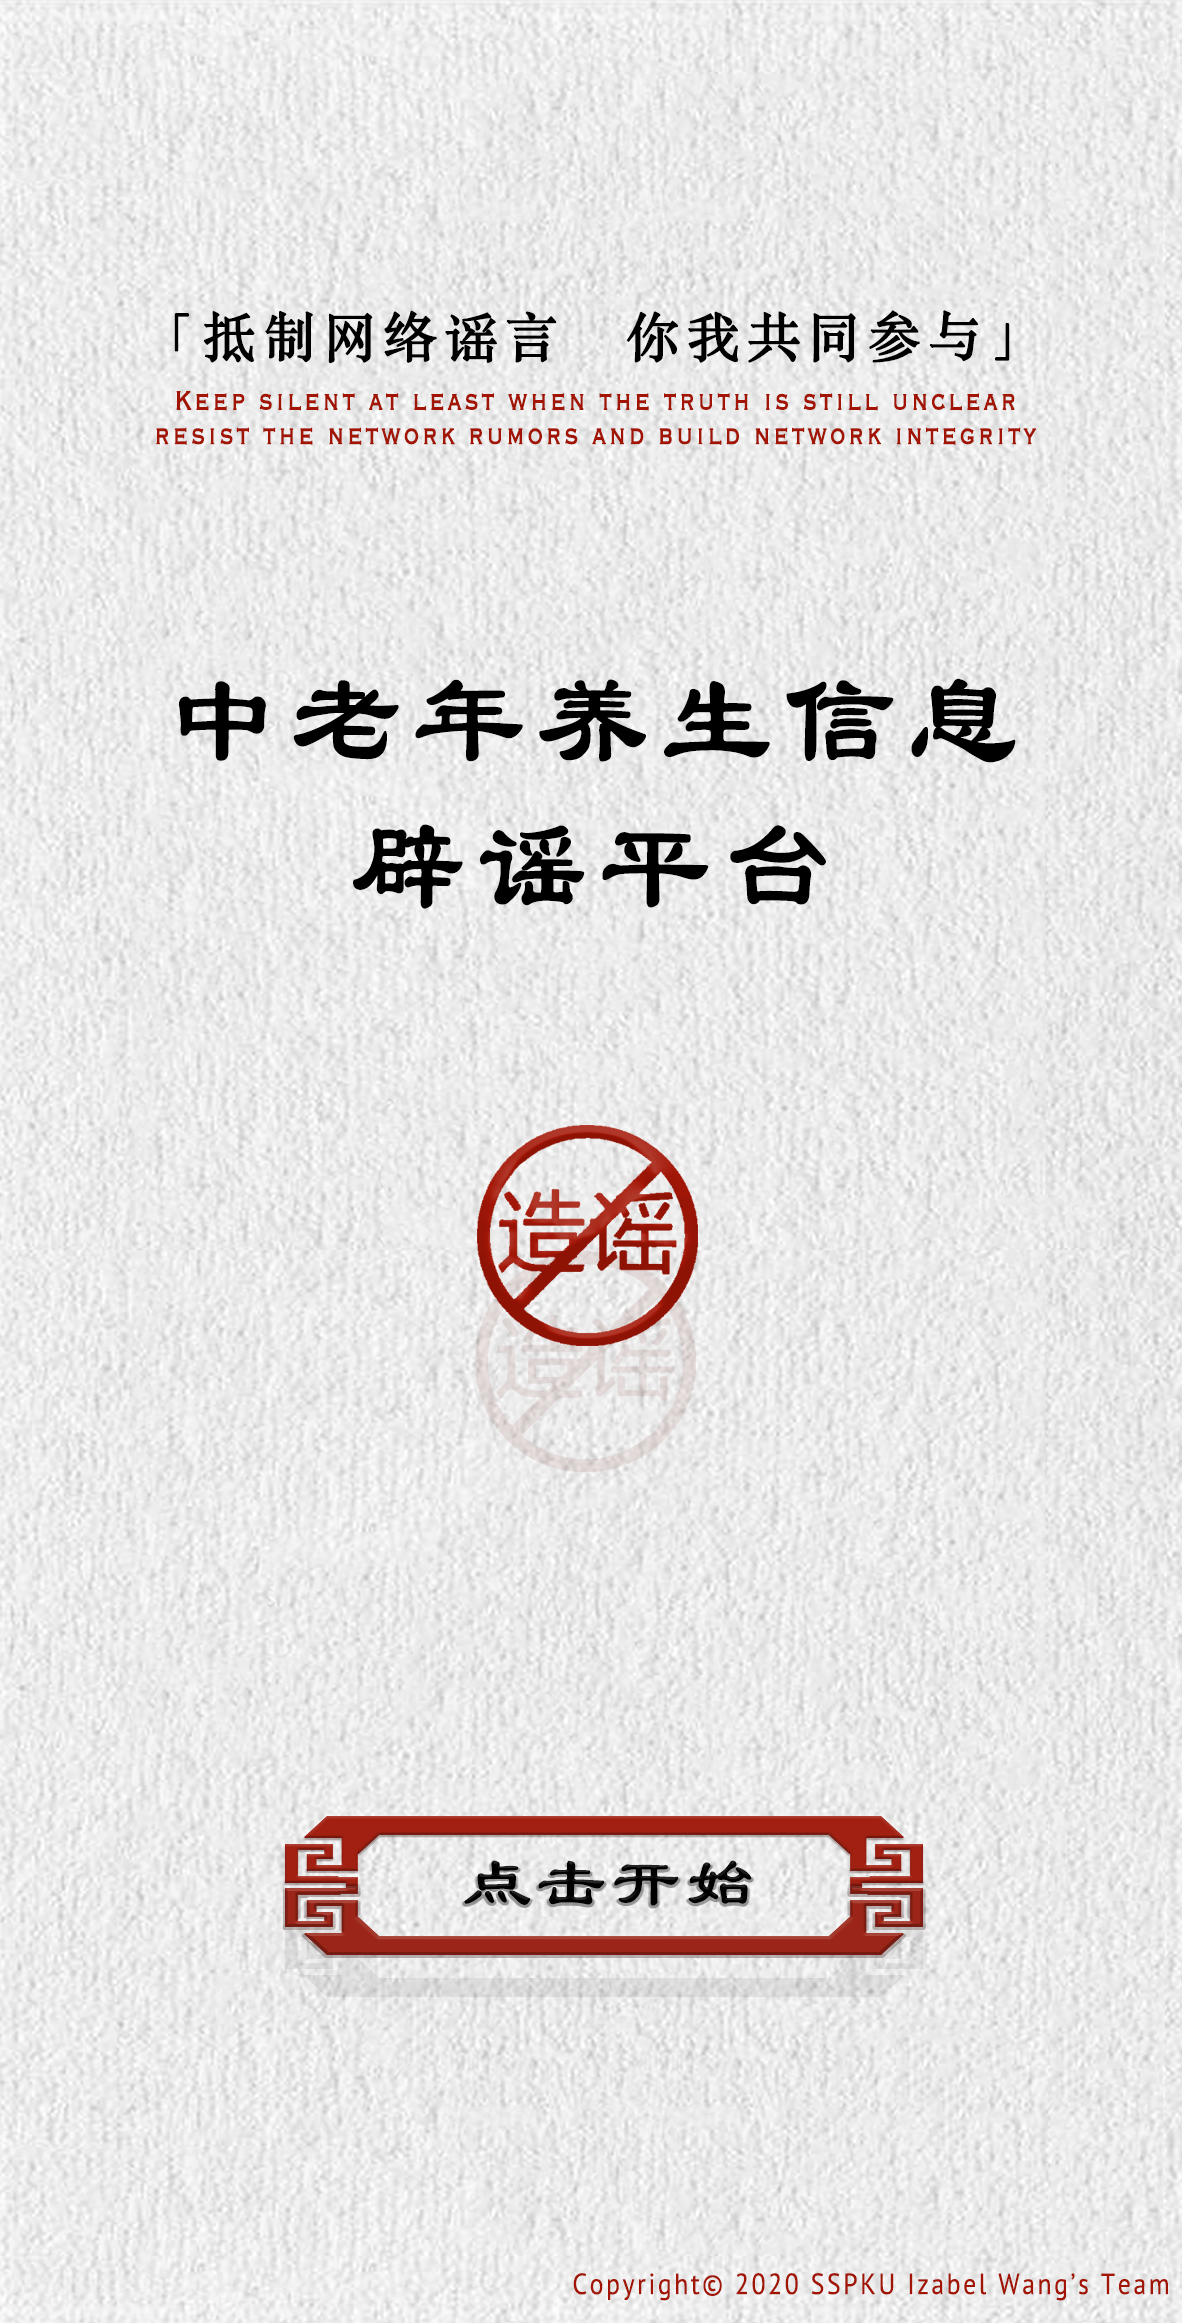 「抵制网络谣言 你我共同参与」
KEEP SILENT AT LEAST WHEN THE TRUTH IS STILL UNCLEAR
RESIST THE NETWORK RUMORS AND BUILD NETWORK INTEGRITY
中老年养生信息
辟谣平台
造谣
造谣
点击开始
Copyright© 2020 SSPKU Izabel Wang's Team